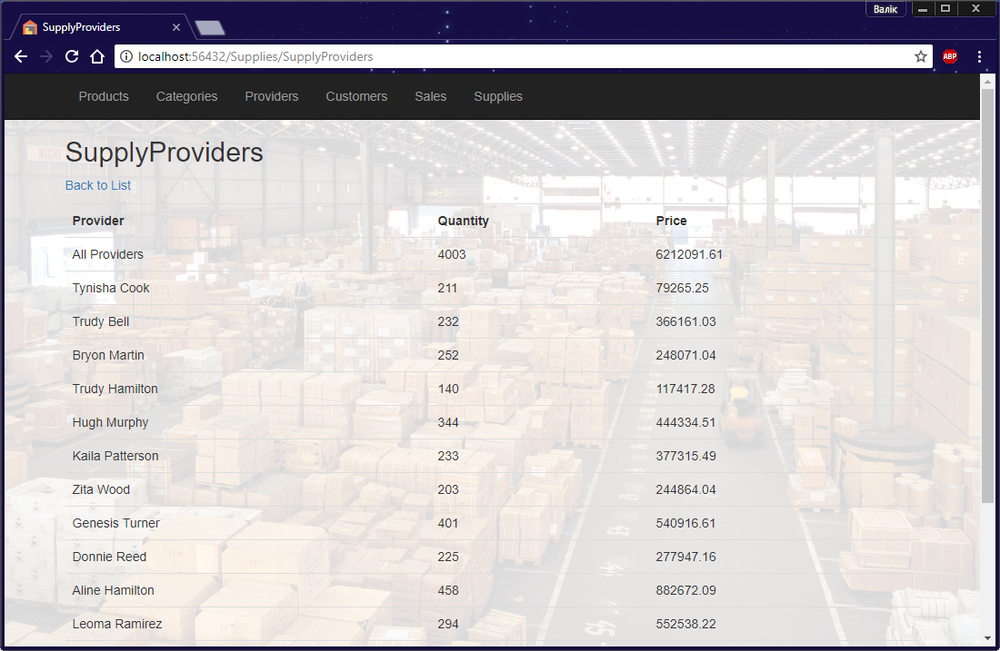 Валік
SupplyProviders
localhost:56432/Supplies/SupplyProviders
ABP
Products Categories Providers Customers Sales Supplies
SupplyProviders
Back to List
Provider Quantity Price
All Providers 4003 6212091.61
Tynisha Cook 211 79265.25
Trudy Bell 232 366161.03
Bryon Martin 252 248071.04
Trudy Hamilton 140 117417.28
Hugh Murphy 344 444334.51
Kaila Patterson 233 377315.49
Zita Wood 203 244864.04
Genesis Turner 401 540916.61
Donnie Reed 225 277947.16
Aline Hamilton 458 882672.09
Leoma Ramirez 294 552538.22